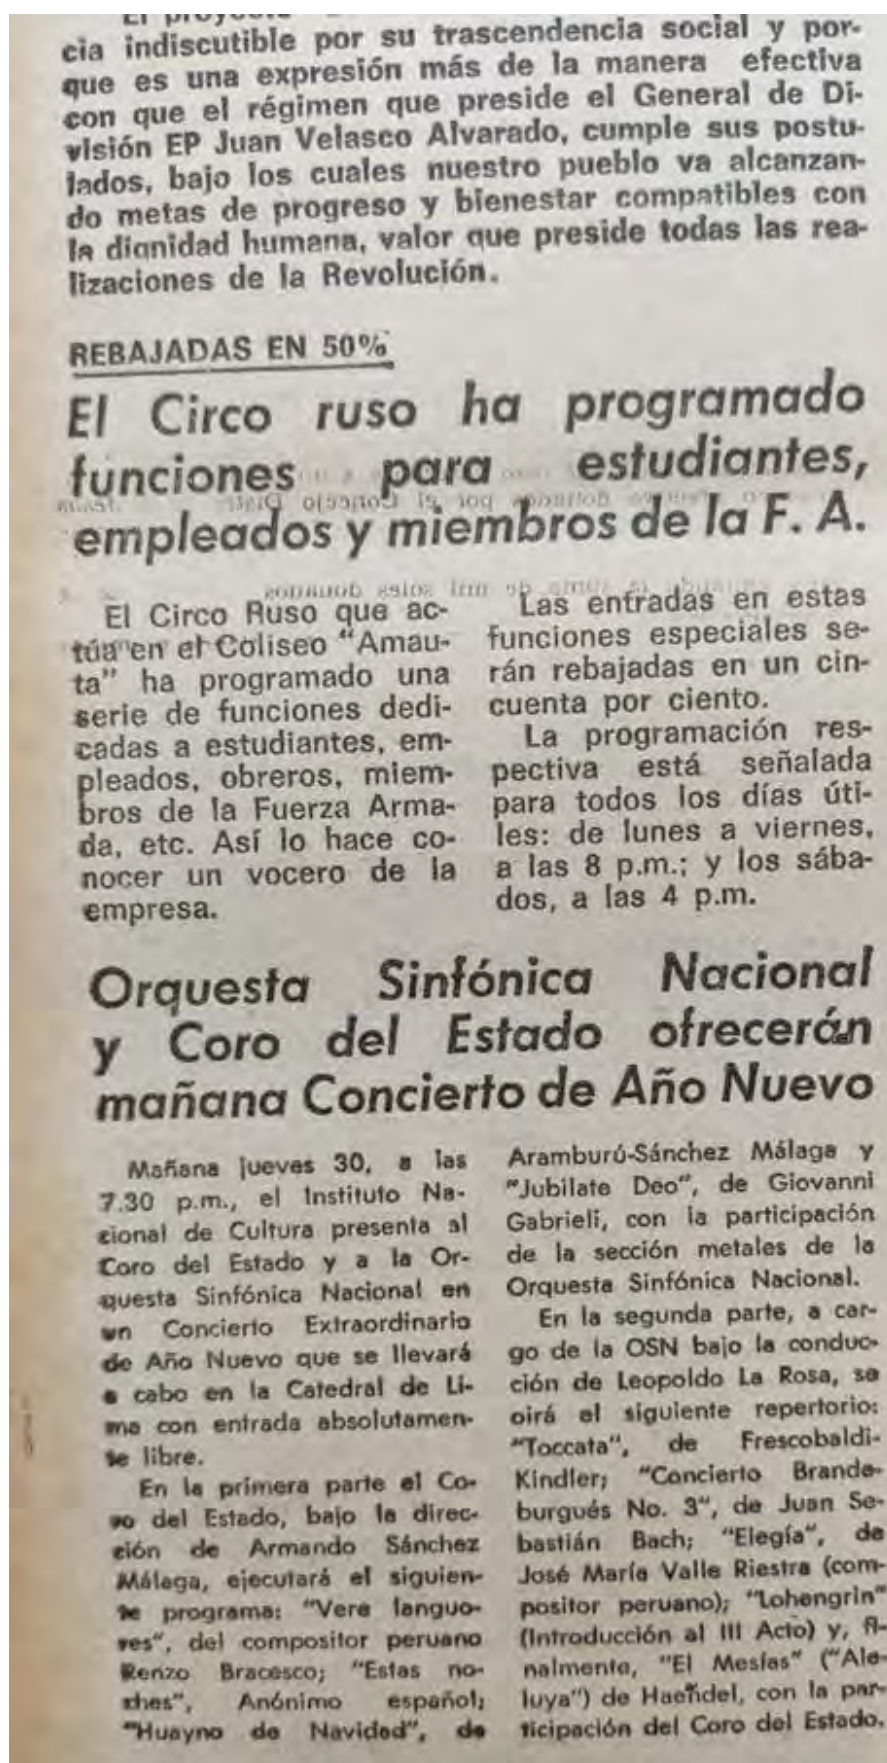 El proyecto
cia indiscutible por su trascendencia social y por-
que es una expresión más de la manera efectiva
con que el régimen que preside el General de Di-
visión EP Juan Velasco Alvarado, cumple sus postu-
lados, bajo los cuales nuestro pueblo va alcanzan-
do metas de progreso y bienestar compatibles con
la dignidad humana, valor que preside todas las rea-
lizaciones de la Revolución.
REBAJADAS EN 50%
El Circo ruso ha programado
funciones para estudiantes,
empleados y miembros de la F. A.
El Circo Ruso que ac-
túa en el Coliseo "Amau-
ta" ha programado una
serie de funciones dedi-
cadas a estudiantes, em-
pleados, obreros, miem-
bros de la Fuerza Arma-
da, etc. Así lo hace co-
nocer un vocero de la
empresa.
Las entradas en estas
funciones especiales se-
rán rebajadas en un cin-
cuenta por ciento.
La programación res-
pectiva está señalada
para todos los días úti-
les: de lunes a viernes,
a las 8 p.m.; y los sába-
dos, a las 4 p.m.
Orquesta Sinfónica Nacional
y Coro del Estado ofrecerán
mañana Concierto de Año Nuevo
Mañana jueves 30, a las
7.30 p.m., el Instituto Na-
cional de Cultura presenta al
Coro del Estado y a la Or-
questa Sinfónica Nacional en
un Concierto Extraordinario
de Año Nuevo que se llevará
a cabo en la Catedral de Li-
ma con entrada absolutamen-
te libre.
En la primera parte el Co-
ro del Estado, bajo la direc-
ción de Armando Sánchez
Málaga, ejecutará el siguien-
te programa: "Vere languo-
res", del compositor peruano
Renzo Bracesco; "Estas no-
ches", Anónimo español;
"Huayno de Navidad", de
Aramburú-Sánchez Málaga y
"Jubilate Deo", de Giovanni
Gabrieli, con la participación
de la sección metales de la
Orquesta Sinfónica Nacional.
En la segunda parte, a car-
go de la OSN bajo la conduc-
ción de Leopoldo La Rosa, se
oirá el siguiente repertorio:
"Toccata", de Frescobaldi-
Kindler; "Concierto Brande-
burgués No. 3", de Juan Se-
bastián Bach; "Elegía", de
José María Valle Riestra (com-
positor peruano); "Lohengrin"
(Introducción al III Acto) y, fi-
nalmente, "El Mesías" ("Ale-
luya") de Haendel, con la par-
ticipación del Coro del Estado.